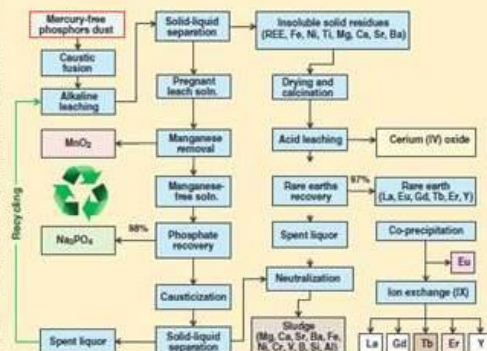 Mercury-free
phosphors dust
Caustic
fusion
Alkaline
leaching
MnO₂
Recycling
Na₃PO₄
98%
Spent liquor
Solid-liquid
separation
Pregnant
leach soln.
Manganese
removal
Manganese-
free soln.
Phosphate
recovery
Causticization
Solid-liquid
separation
Insoluble solid residues
(REE, Fe, Ni, Ti, Mg, Ca, Sr, Ba)
Drying and
calcination
Acid leaching
Cerium (IV) oxide
Rare earths
recovery
97%
Rare earth
(La, Eu, Gd, Tb, Er, Y)
Spent liquor
Neutralization
Sludge
(Mg, Ca, Sr, Ba, Fe,
Ni, Cr, V, B, Si, Al)
Co-precipitation
Eu
Ion exchange (IX)
La
Gd
Tb
Er
Y